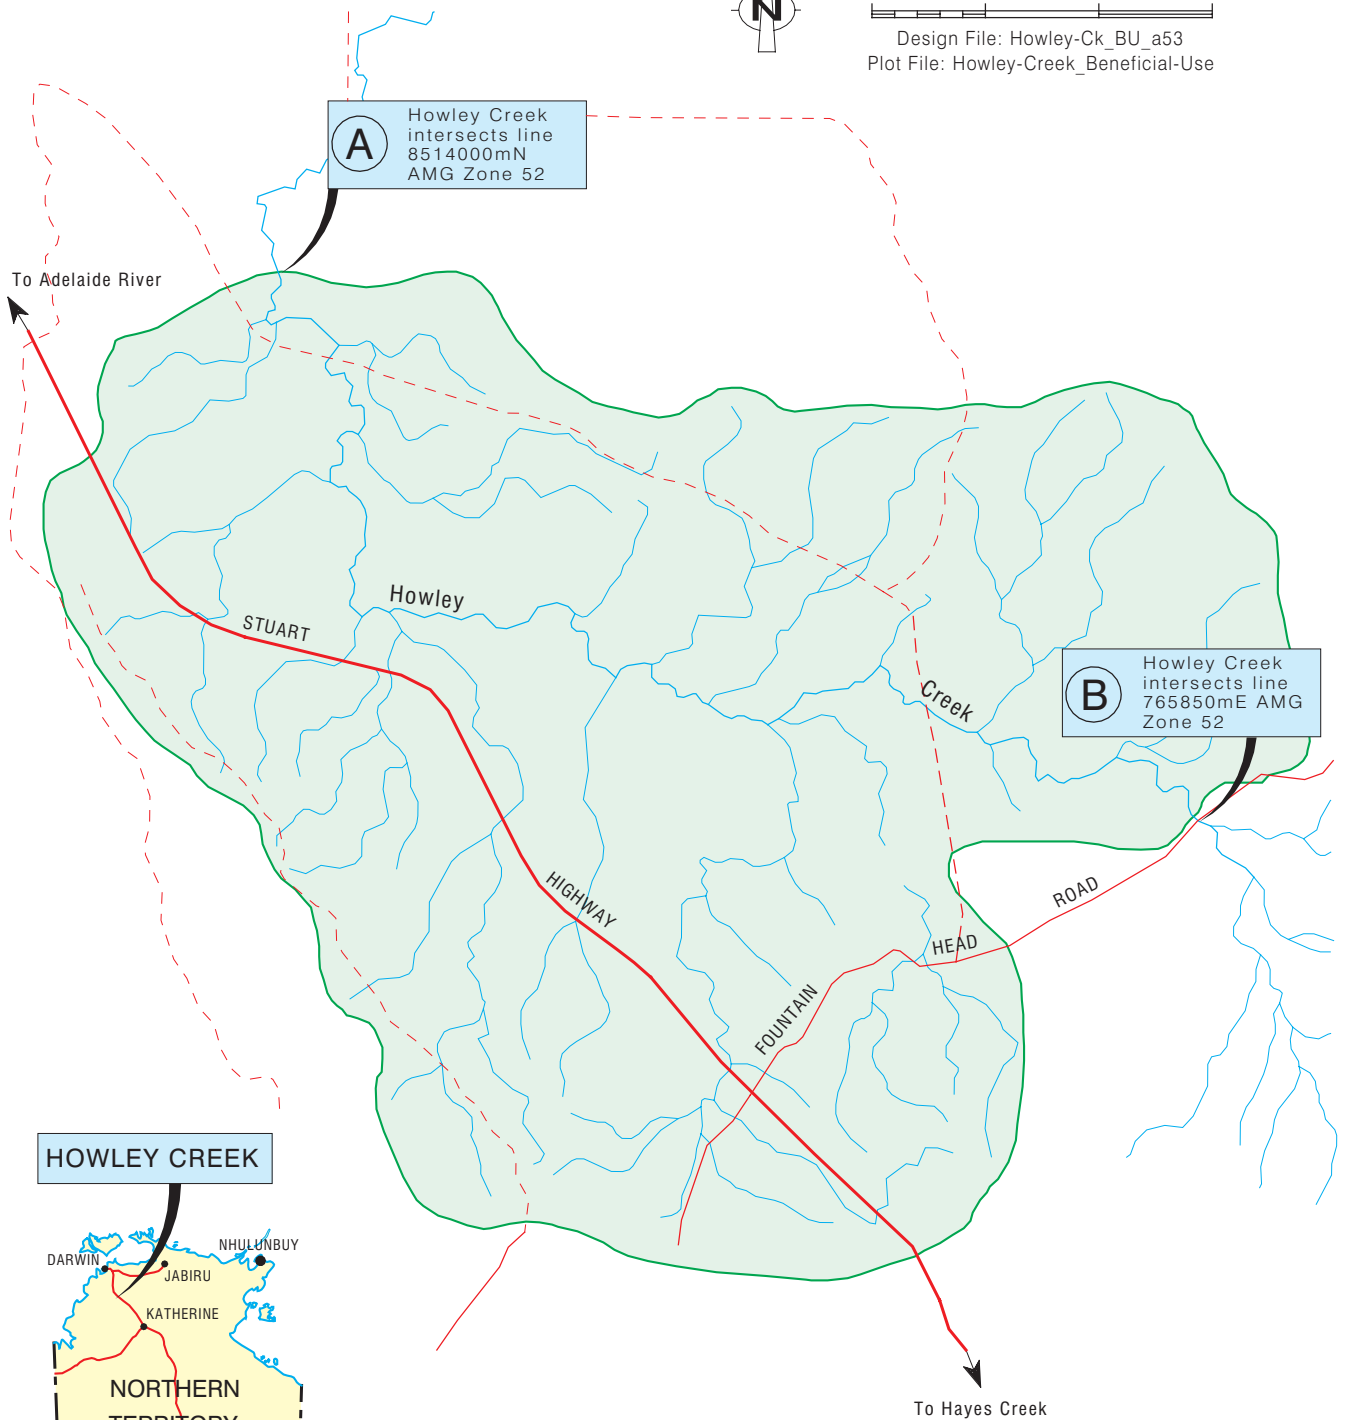 N
Design File: Howley-Ck_BU_a53
Plot File: Howley-Creek_Beneficial-Use
A
Howley Creek
intersects line
8514000mN
AMG Zone 52
To Adelaide River
Howley
STUART
Creek
B
Howley Creek
intersects line
765850mE AMG
Zone 52
HIGHWAY
ROAD
HEAD
FOUNTAIN
HOWLEY CREEK
DARWIN
NHULUNBUY
JABIRU
KATHERINE
NORTHERN
TERRITORY
To Hayes Creek